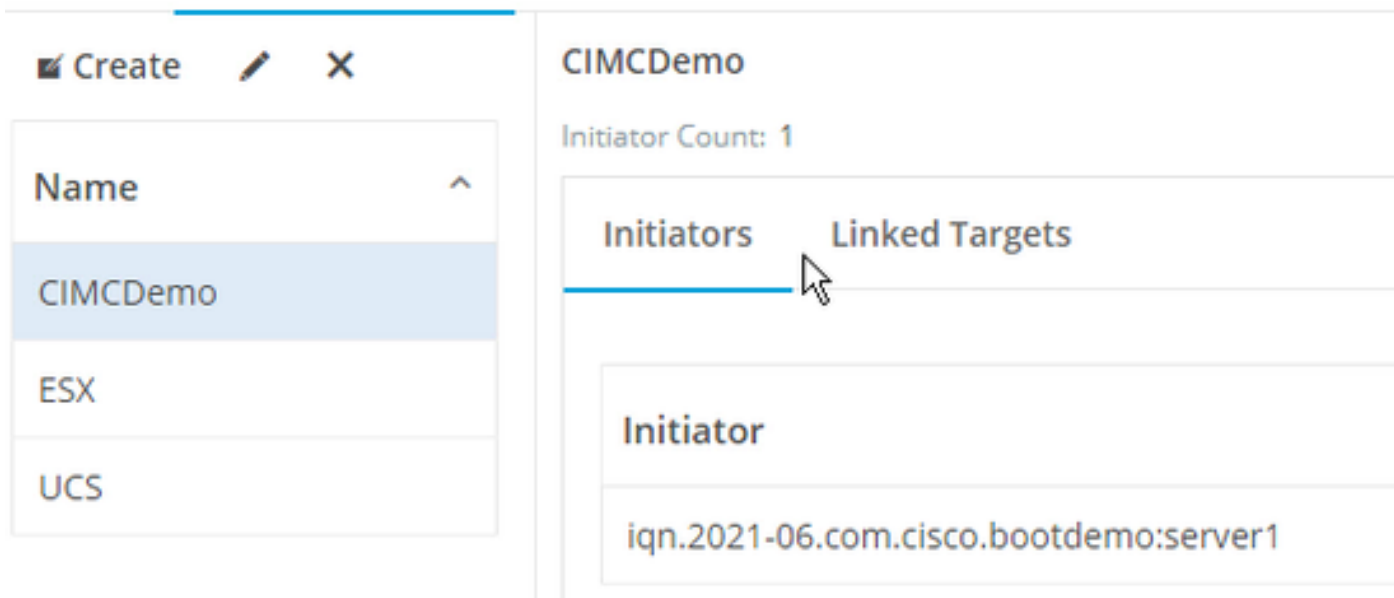 Create
Name
CIMCDemo
ESX
UCS
CIMCDemo
Initiator Count: 1
Initiators Linked Targets
Initiator
iqn.2021-06.com.cisco.bootdemo:server1